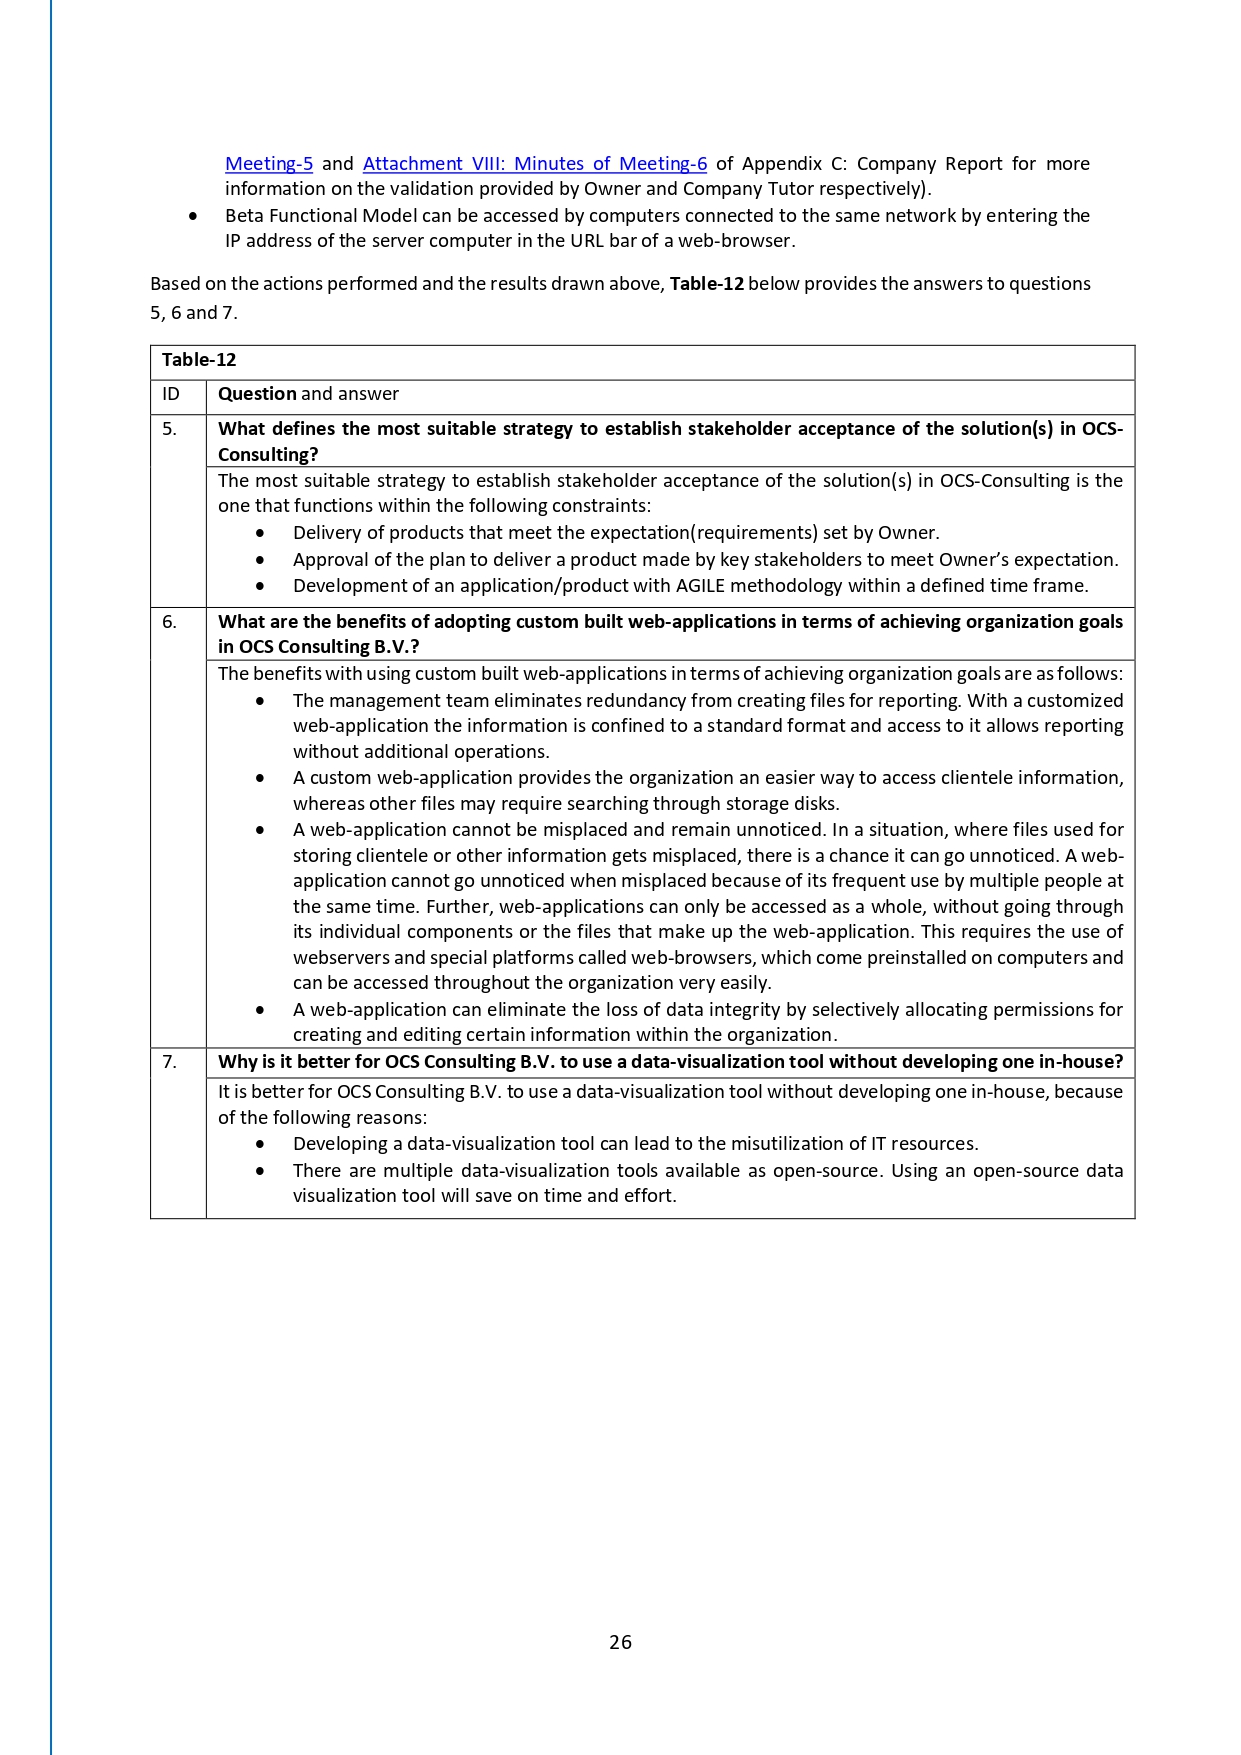 Meeting-5 and Attachment VIII: Minutes of Meeting-6 of Appendix C: Company Report for more
information on the validation provided by Owner and Company Tutor respectively).
• Beta Functional Model can be accessed by computers connected to the same network by entering the
IP address of the server computer in the URL bar of a web-browser.
Based on the actions performed and the results drawn above, Table-12 below provides the answers to questions
5, 6 and 7.
Table-12
ID Question and answer
5. What defines the most suitable strategy to establish stakeholder acceptance of the solution(s) in OCS-
Consulting?
The most suitable strategy to establish stakeholder acceptance of the solution(s) in OCS-Consulting is the
one that functions within the following constraints:
• Delivery of products that meet the expectation(requirements) set by Owner.
• Approval of the plan to deliver a product made by key stakeholders to meet Owner’s expectation.
• Development of an application/product with AGILE methodology within a defined time frame.
6. What are the benefits of adopting custom built web-applications in terms of achieving organization goals
in OCS Consulting B.V.?
The benefits with using custom built web-applications in terms of achieving organization goals are as follows:
• The management team eliminates redundancy from creating files for reporting. With a customized
web-application the information is confined to a standard format and access to it allows reporting
without additional operations.
• A custom web-application provides the organization an easier way to access clientele information,
whereas other files may require searching through storage disks.
• A web-application cannot be misplaced and remain unnoticed. In a situation, where files used for
storing clientele or other information gets misplaced, there is a chance it can go unnoticed. A web-
application cannot go unnoticed when misplaced because of its frequent use by multiple people at
the same time. Further, web-applications can only be accessed as a whole, without going through
its individual components or the files that make up the web-application. This requires the use of
webservers and special platforms called web-browsers, which come preinstalled on computers and
can be accessed throughout the organization very easily.
• A web-application can eliminate the loss of data integrity by selectively allocating permissions for
creating and editing certain information within the organization.
7. Why is it better for OCS Consulting B.V. to use a data-visualization tool without developing one in-house?
It is better for OCS Consulting B.V. to use a data-visualization tool without developing one in-house, because
of the following reasons:
• Developing a data-visualization tool can lead to the misutilization of IT resources.
• There are multiple data-visualization tools available as open-source. Using an open-source data
visualization tool will save on time and effort.
26